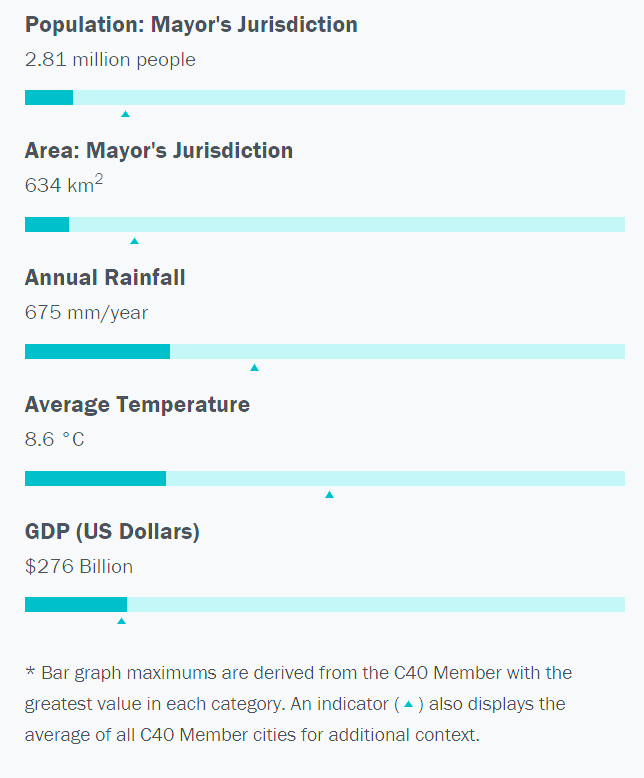 Population: Mayor's Jurisdiction
2.81 million people
Area: Mayor's Jurisdiction
634 km²
Annual Rainfall
675 mm/year
Average Temperature
8.6 °C
GDP (US Dollars)
$276 Billion
* Bar graph maximums are derived from the C40 Member with the
greatest value in each category. An indicator (▲) also displays the
average of all C40 Member cities for additional context.